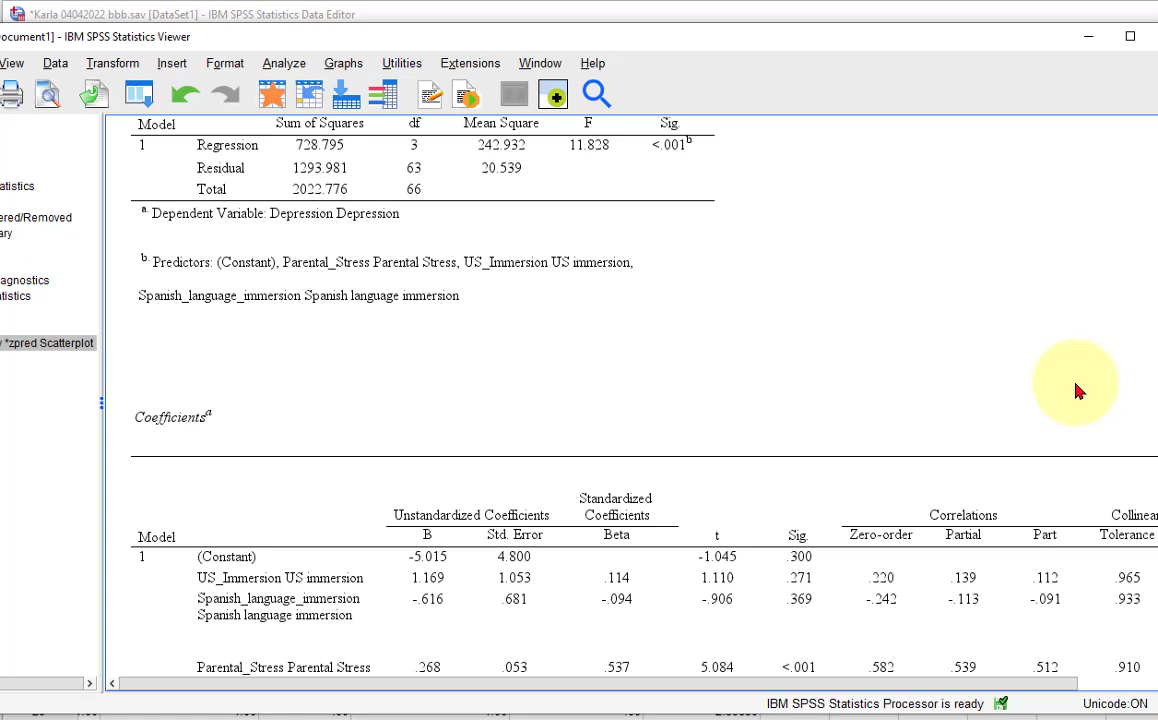 *Karla 04042022 bbb.sav [DataSet1] - IBM SPSS Statistics Data Editor
ocument1] - IBM SPSS Statistics Viewer
View Data Transform Insert Format Analyze Graphs Utilities Extensions Window Help
Model Sum of Squares df Mean Square F Sig.
1 Regression 728.795 3 242.932 11.828 <.001b
Residual 1293.981 63 20.539
Total 2022.776 66
a. Dependent Variable: Depression Depression
b. Predictors: (Constant), Parental_Stress Parental Stress, US_Immersion US immersion,
Spanish_language_immersion Spanish language immersion
atistics
ered/Removed
ary
agnostics
tistics
y *zpred Scatterplot
Coefficientsa
Standardized
Unstandardized Coefficients Coefficients Correlations Collinear
Model B Std. Error Beta t Sig. Zero-order Partial Part Tolerance
1 (Constant) -5.015 4.800 -1.045 .300
US_Immersion US immersion 1.169 1.053 .114 1.110 .271 .220 .139 .112 .965
Spanish_language_immersion -.616 .681 -.094 -.906 .369 -.242 -.113 -.091 .933
Spanish language immersion
Parental_Stress Parental Stress .268 .053 .537 5.084 <.001 .582 .539 .512 .910
IBM SPSS Statistics Processor is ready Unicode:ON